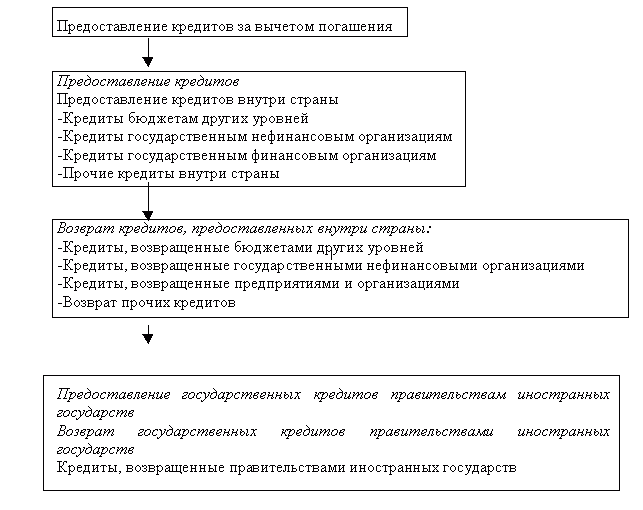 Предоставление кредитов за вычетом погашения
Предоставление кредитов
Предоставление кредитов внутри страны
-Кредиты бюджетам других уровней
-Кредиты государственным нефинансовым организациям
-Кредиты государственным финансовым организациям
-Прочие кредиты внутри страны
Возврат кредитов, предоставленных внутри страны:
-Кредиты, возвращенные бюджетами других уровней
-Кредиты, возвращенные государственными нефинансовыми организациями
-Кредиты, возвращенные предприятиями и организациями
-Возврат прочих кредитов
Предоставление государственных кредитов правительствам иностранных
государств
Возврат государственных кредитов правительствами иностранных
государств
Кредиты, возвращенные правительствами иностранных государств